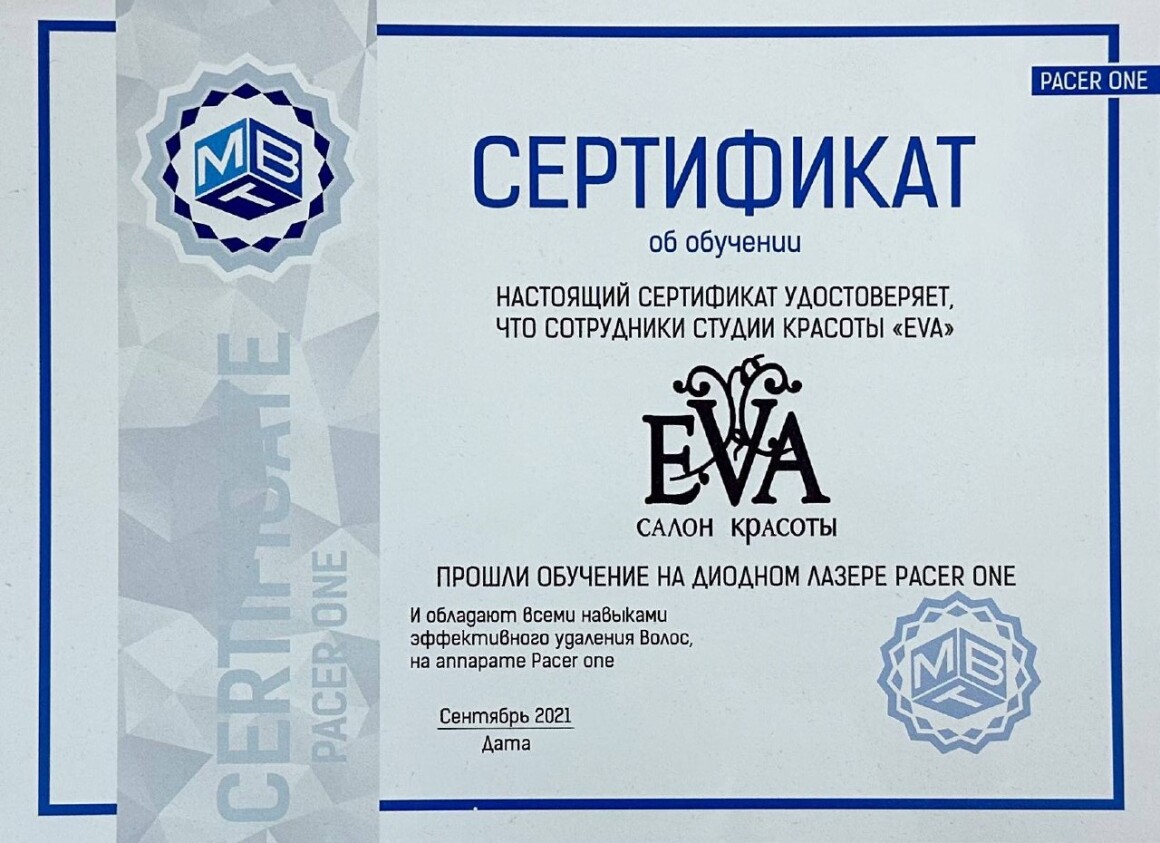 PACER ONE
МВТ
СЕРТИФИКАТ
об обучении
НАСТОЯЩИЙ СЕРТИФИКАТ УДОСТОВЕРЯЕТ,
ЧТО СОТРУДНИКИ СТУДИИ КРАСОТЫ «EVA»
EVA
САЛОН КРАСОТЫ
ПРОШЛИ ОБУЧЕНИЕ НА ДИОДНОМ ЛАЗЕРЕ PACER ONE
И обладают всеми навыками
эффективного удаления Волос,
на аппарате Pacer one
МВТ
Сентябрь 2021
Дата
CERTIFICATE
PACER ONE